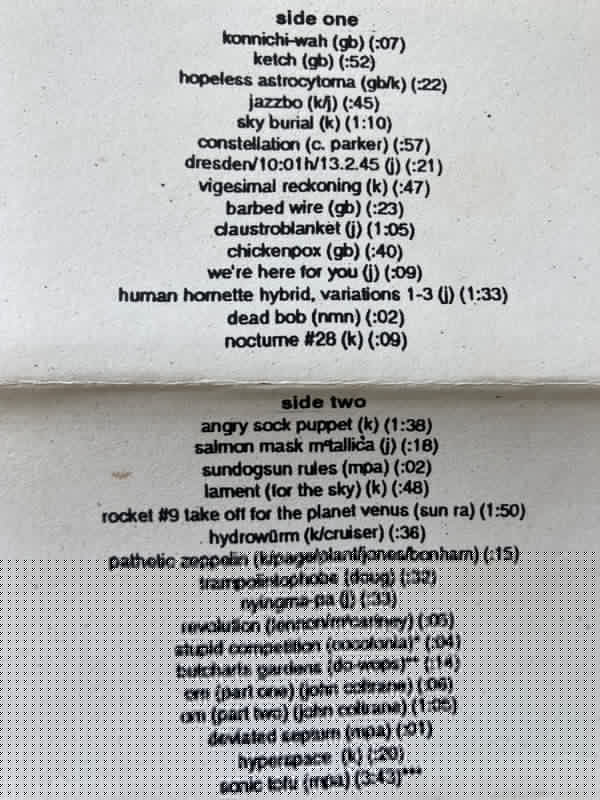 side one
konnichi-wah (gb) (:07)
ketch (gb) (:52)
hopeless astrocytoma (gb/k) (:22)
jazzbo (k/j) (:45)
sky burial (k) (1:10)
constellation (c. parker) (:57)
dresden/10:01h/13.2.45 (j) (:21)
vigesimal reckoning (k) (:47)
barbed wire (gb) (:23)
claustroblanket (j) (1:05)
chickenpox (gb) (:40)
we're here for you (j) (:09)
human hornette hybrid, variations 1-3 (j) (1:33)
dead bob (nmn) (:02)
nocturne #28 (k) (:09)
side two
angry sock puppet (k) (1:38)
salmon mask mᶜtallica (j) (:18)
sundogsun rules (mpa) (:02)
lament (for the sky) (k) (:48)
rocket #9 take off for the planet venus (sun ra) (1:50)
hydrowürm (k/cruiser) (:36)
pathetic zeppelin (k/page/plant/jones/bonham) (:15)
trampolintophobe (doug) (:32)
nyingma-pa (j) (:33)
revolution (lennon/mᶜcartney) (:05)
stupid competition (cocofonia)* (:04)
butcharts gardens (do-wops)** (:14)
om (part one) (john coltrane) (:06)
om (part two) (john coltrane) (1:05)
deviated septum (mpa) (:01)
hyperspace (k) (:20)
sonic tofu (mpa) (3:43)***